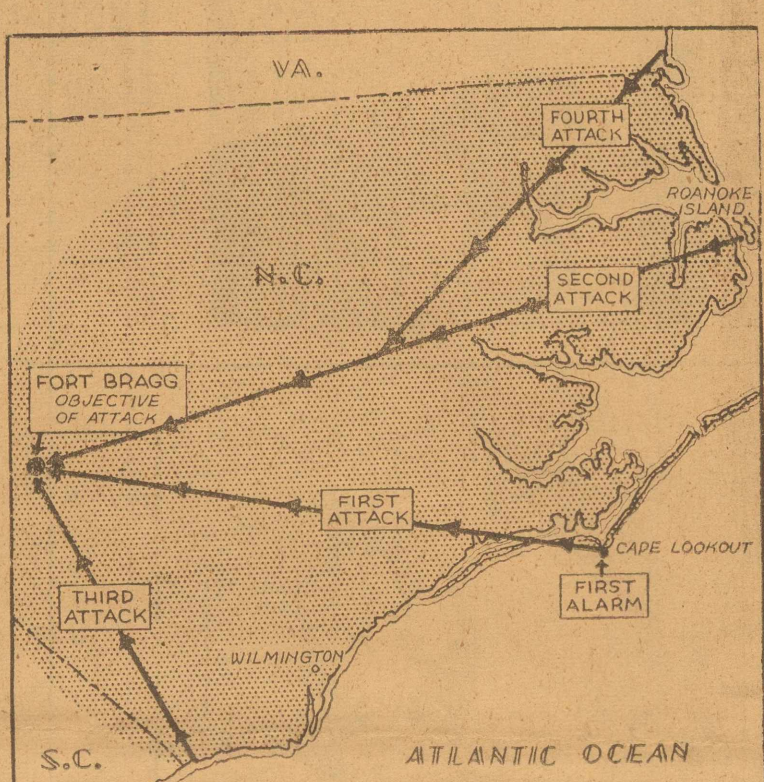 VA.
FOURTH
ATTACK
ROANOKE
ISLAND
N.C.
SECOND
ATTACK
FORT BRAGG
OBJECTIVE
OF ATTACK
FIRST
ATTACK
CAPE LOOKOUT
THIRD
ATTACK
FIRST
ALARM
WILMINGTON
S.C.
ATLANTIC OCEAN